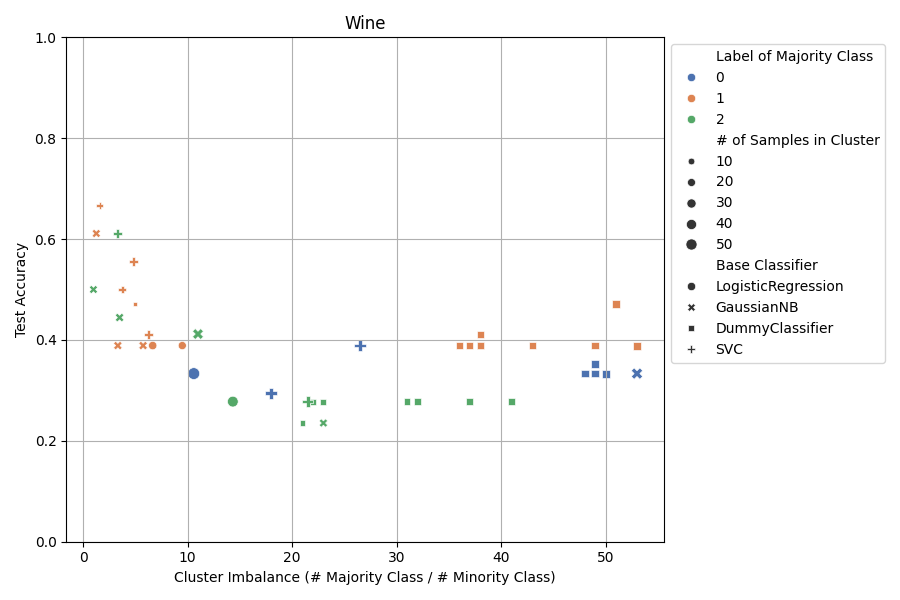 Wine
1.0
0.8
0.6
0.4
0.2
0.0
Test Accuracy
0
10
20
30
40
50
Cluster Imbalance (# Majority Class / # Minority Class)
Label of Majority Class
0
1
2
# of Samples in Cluster
10
20
30
40
50
Base Classifier
LogisticRegression
GaussianNB
DummyClassifier
SVC